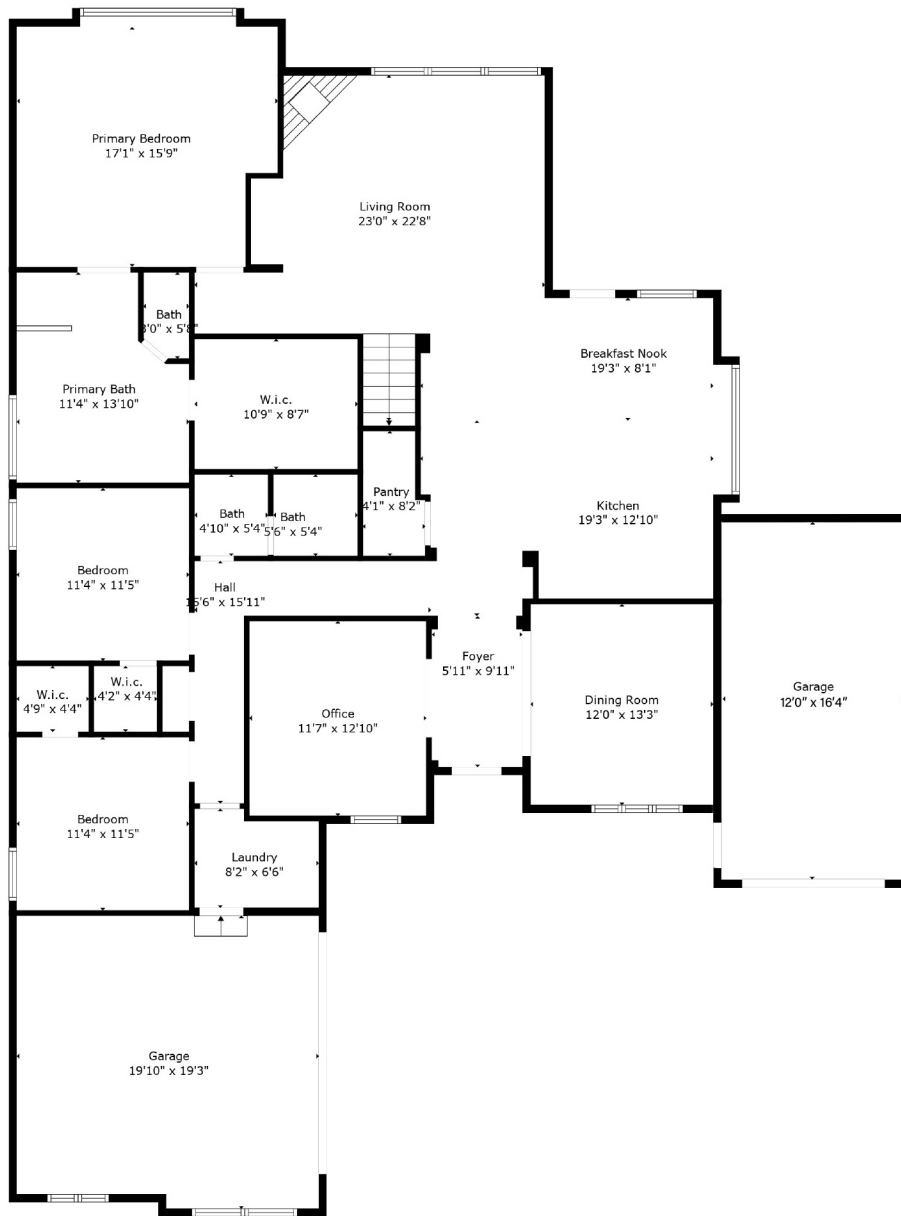 Primary Bedroom
17'1" x 15'9"
Living Room
23'0" x 22'8"
Bath
3'0" x 5'8"
Breakfast Nook
19'3" x 8'1"
Primary Bath
11'4" x 13'10"
W.i.c.
10'9" x 8'7"
Pantry
4'1" x 8'2"
Kitchen
19'3" x 12'10"
Bath
4'10" x 5'4"
Bath
5'6" x 5'4"
Bedroom
11'4" x 11'5"
Hall
15'6" x 15'11"
Foyer
5'11" x 9'11"
W.i.c.
4'9" x 4'4"
W.i.c.
4'2" x 4'4"
Office
11'7" x 12'10"
Dining Room
12'0" x 13'3"
Garage
12'0" x 16'4"
Bedroom
11'4" x 11'5"
Laundry
8'2" x 6'6"
Garage
19'10" x 19'3"